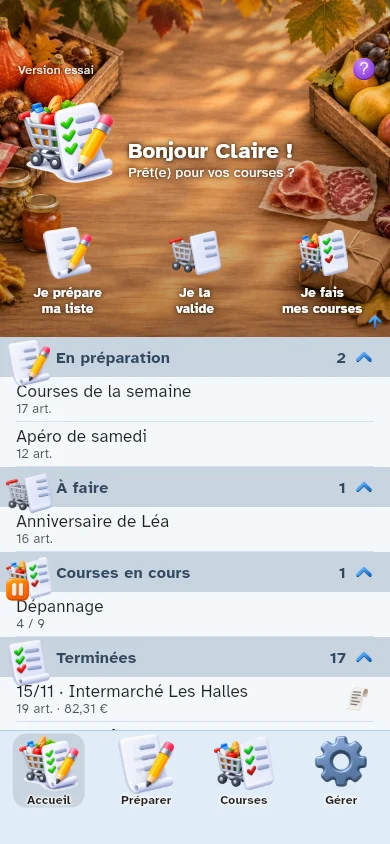 Version essai
?
Bonjour Claire !
Prêt(e) pour vos courses ?
Je prépare
ma liste
Je la
valide
Je fais
mes courses
En préparation 2
Courses de la semaine
17 art.
Apéro de samedi
12 art.
À faire 1
Anniversaire de Léa
16 art.
Courses en cours 1
Dépannage
4 / 9
Terminées 17
15/11 · Intermarché Les Halles
19 art. · 82,31 €
Accueil
Préparer
Courses
Gérer